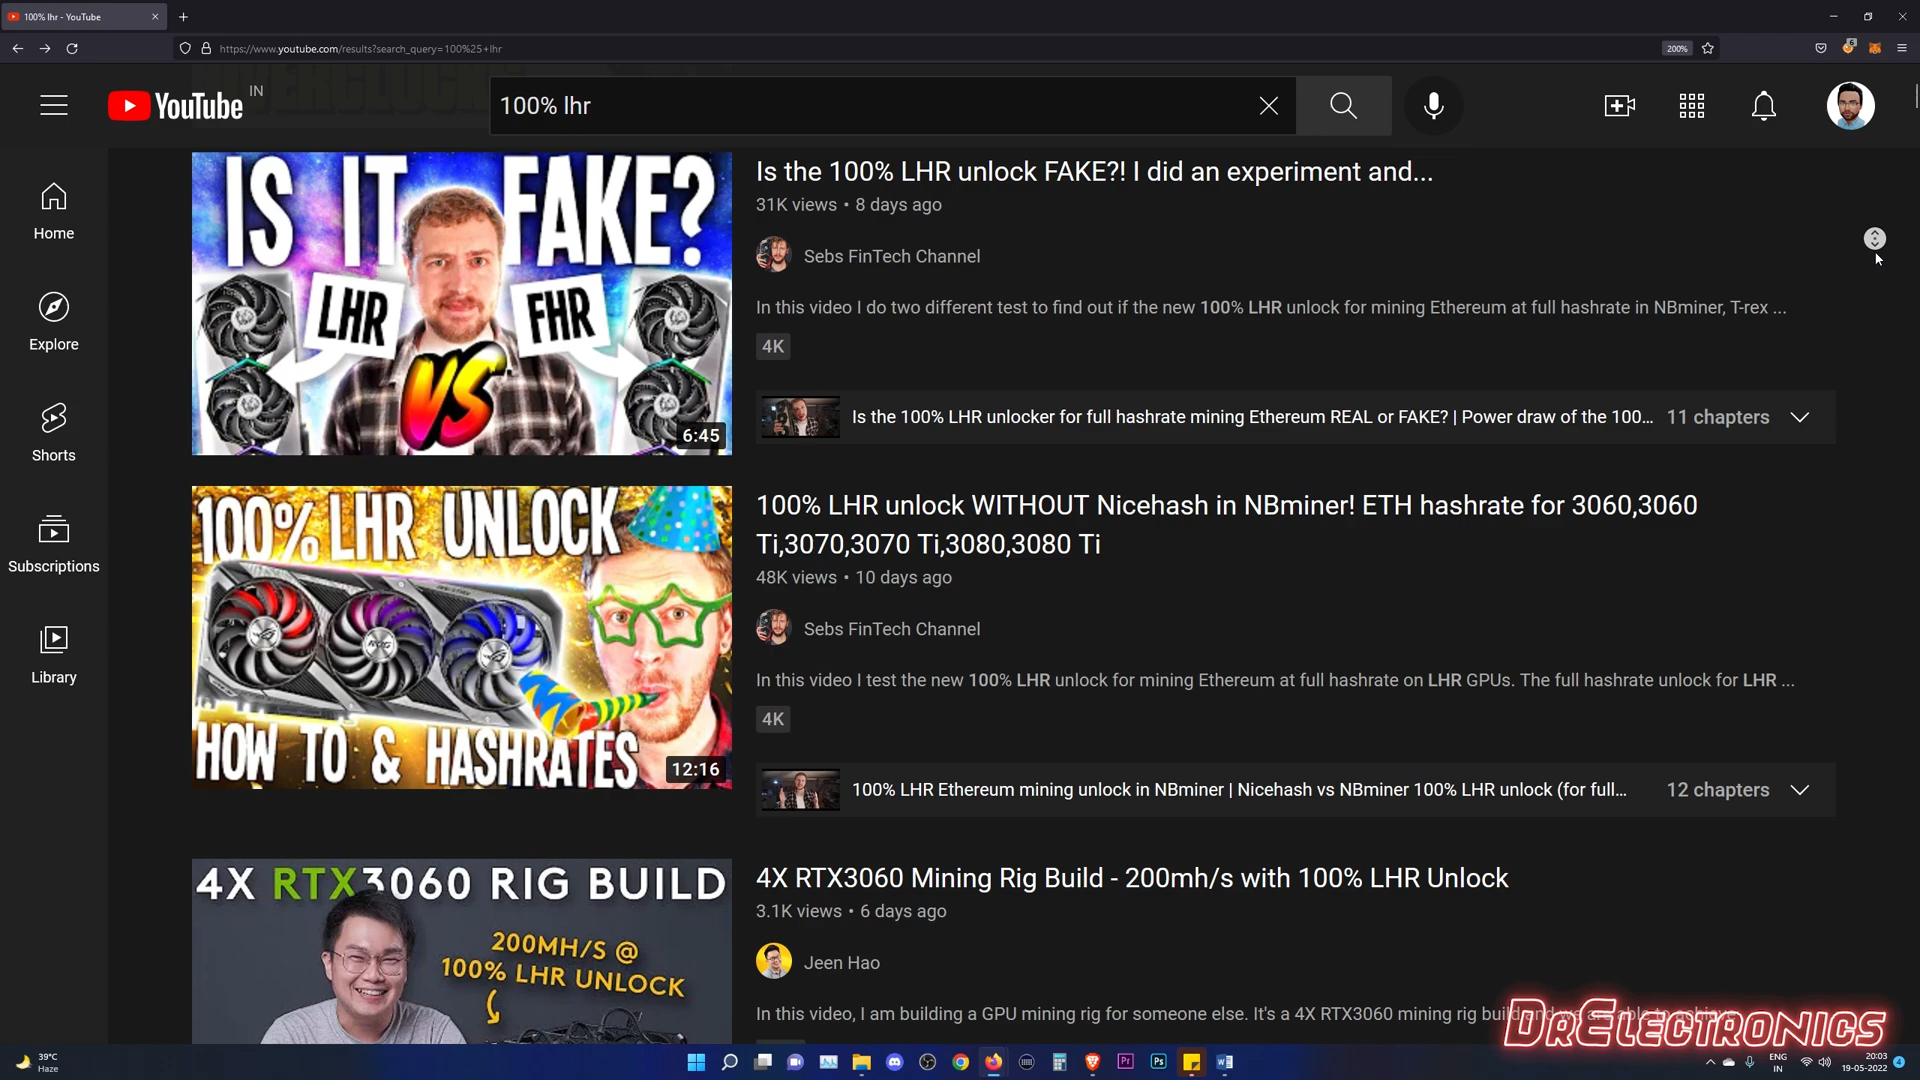 100% lhr - YouTube
https://www.youtube.com/results?search_query=100%25+lhr
200%
6
YouTube IN
100% lhr
Home
Explore
Shorts
Subscriptions
Library
IS IT FAKE?
LHR
FHR
VS
6:45
Is the 100% LHR unlock FAKE?! I did an experiment and...
31K views • 8 days ago
Sebs FinTech Channel
In this video I do two different test to find out if the new 100% LHR unlock for mining Ethereum at full hashrate in NBminer, T-rex ...
4K
Is the 100% LHR unlocker for full hashrate mining Ethereum REAL or FAKE? | Power draw of the 100... 11 chapters
100% LHR UNLOCK
HOW TO & HASHRATES
12:16
100% LHR unlock WITHOUT Nicehash in NBminer! ETH hashrate for 3060,3060
Ti,3070,3070 Ti,3080,3080 Ti
48K views • 10 days ago
Sebs FinTech Channel
In this video I test the new 100% LHR unlock for mining Ethereum at full hashrate on LHR GPUs. The full hashrate unlock for LHR ...
4K
100% LHR Ethereum mining unlock in NBminer | Nicehash vs NBminer 100% LHR unlock (for full... 12 chapters
4X RTX3060 RIG BUILD
200MH/S @
100% LHR UNLOCK
4X RTX3060 Mining Rig Build - 200mh/s with 100% LHR Unlock
3.1K views • 6 days ago
Jeen Hao
In this video, I am building a GPU mining rig for someone else. It's a 4X RTX3060 mining rig build and we are able to achieve
DRELECTRONICS
39°C
Haze
Pr
Ps
ENG
IN
20:03
19-05-2022
4